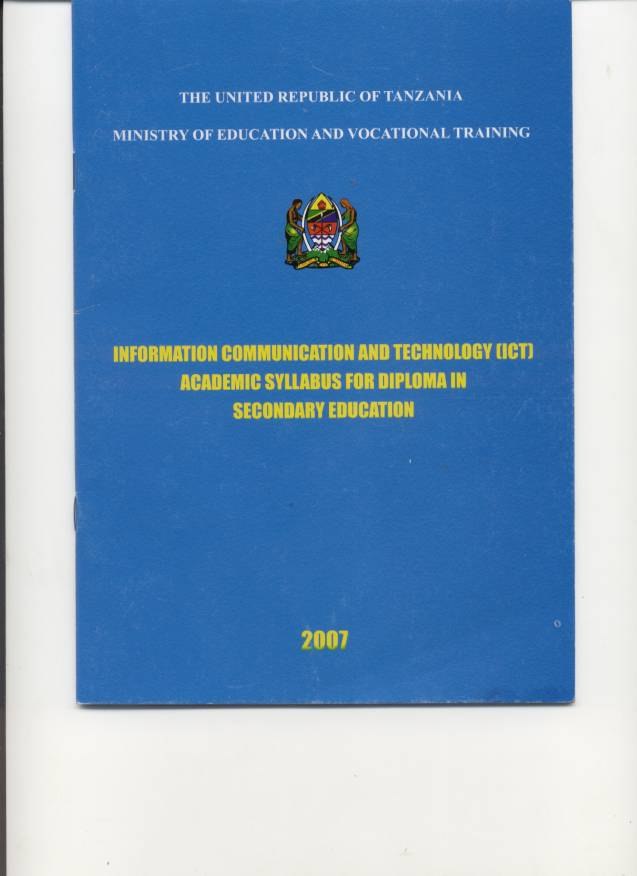 THE UNITED REPUBLIC OF TANZANIA
MINISTRY OF EDUCATION AND VOCATIONAL TRAINING
INFORMATION COMMUNICATION AND TECHNOLOGY (ICT)
ACADEMIC SYLLABUS FOR DIPLOMA IN
SECONDARY EDUCATION
2007